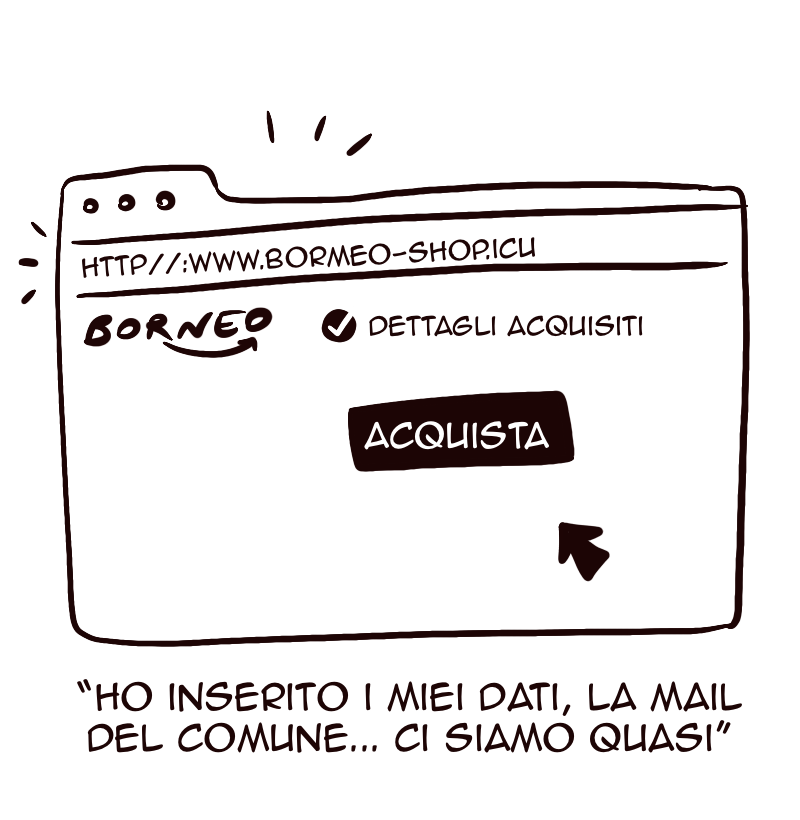 HTTP//:WWW.BORMEO-SHOP.ICU
BORNEO
DETTAGLI ACQUISITI
ACQUISTA
“HO INSERITO I MIEI DATI, LA MAIL
DEL COMUNE... CI SIAMO QUASI”